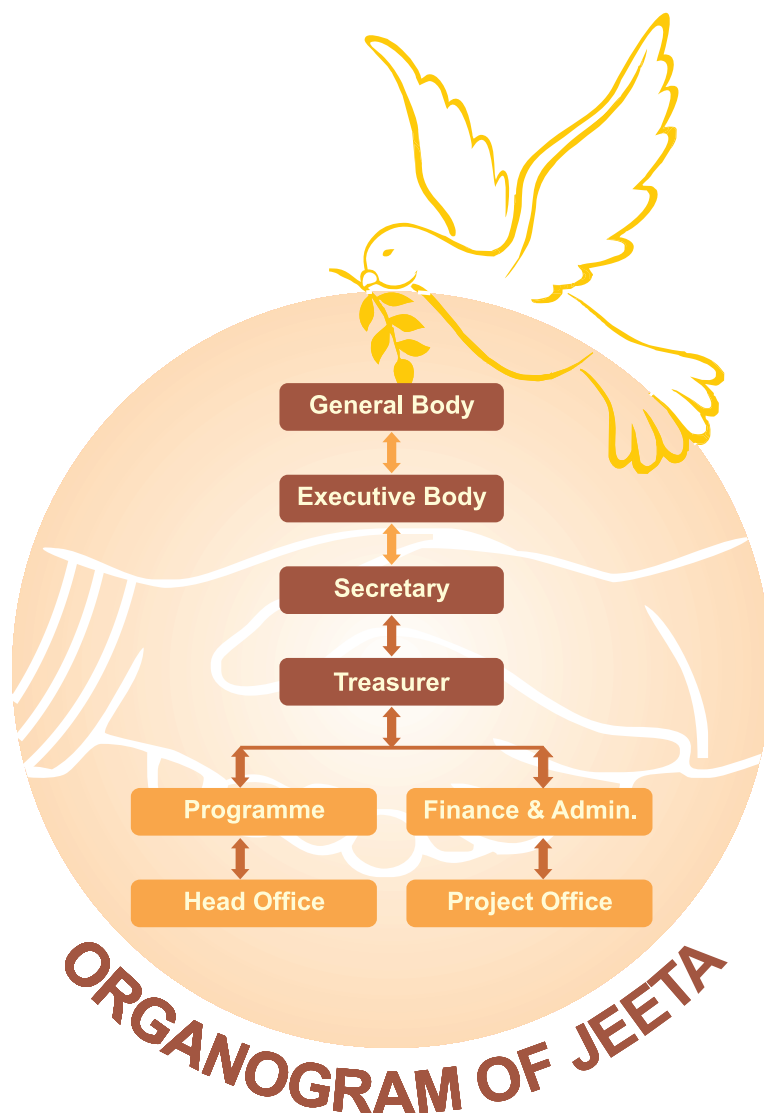 General Body
Executive Body
Secretary
Treasurer
Programme
Finance & Admin.
Head Office
Project Office
ORGANOGRAM OF JEETA